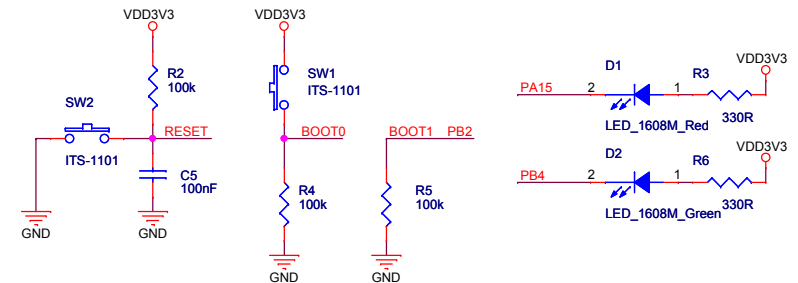 VDD3V3
R2
100k
SW2
ITS-1101
RESET
C5
100nF
GND
GND
VDD3V3
SW1
ITS-1101
BOOT0
R4
100k
GND
BOOT1 PB2
R5
100k
GND
D1
PA15
2
1
R3
330R
VDD3V3
LED_1608M_Red
D2
PB4
2
1
R6
330R
VDD3V3
LED_1608M_Green